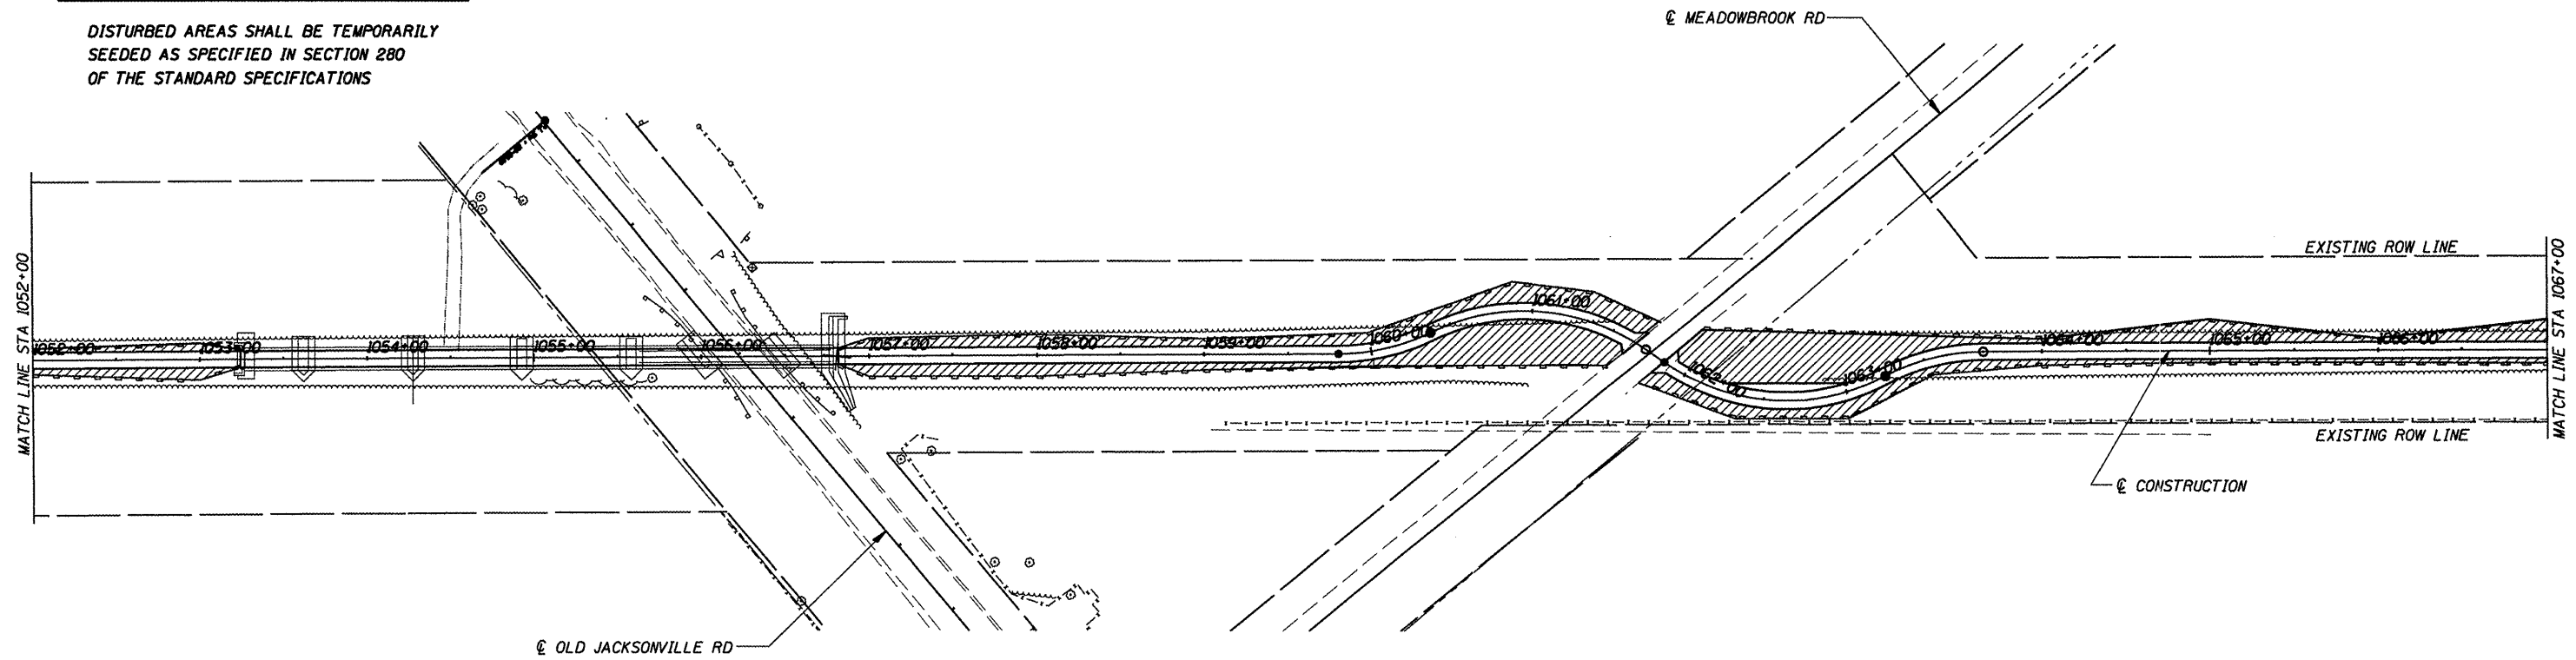 DISTURBED AREAS SHALL BE TEMPORARILY
SEEDED AS SPECIFIED IN SECTION 280
OF THE STANDARD SPECIFICATIONS
℄ MEADOWBROOK RD
EXISTING ROW LINE
MATCH LINE STA 1052+00
MATCH LINE STA 1067+00
1052+00
1053+00
1054+00
1055+00
1056+00
1057+00
1058+00
1059+00
1060+00
1061+00
1062+00
1063+00
1064+00
1065+00
1066+00
EXISTING ROW LINE
℄ CONSTRUCTION
℄ OLD JACKSONVILLE RD